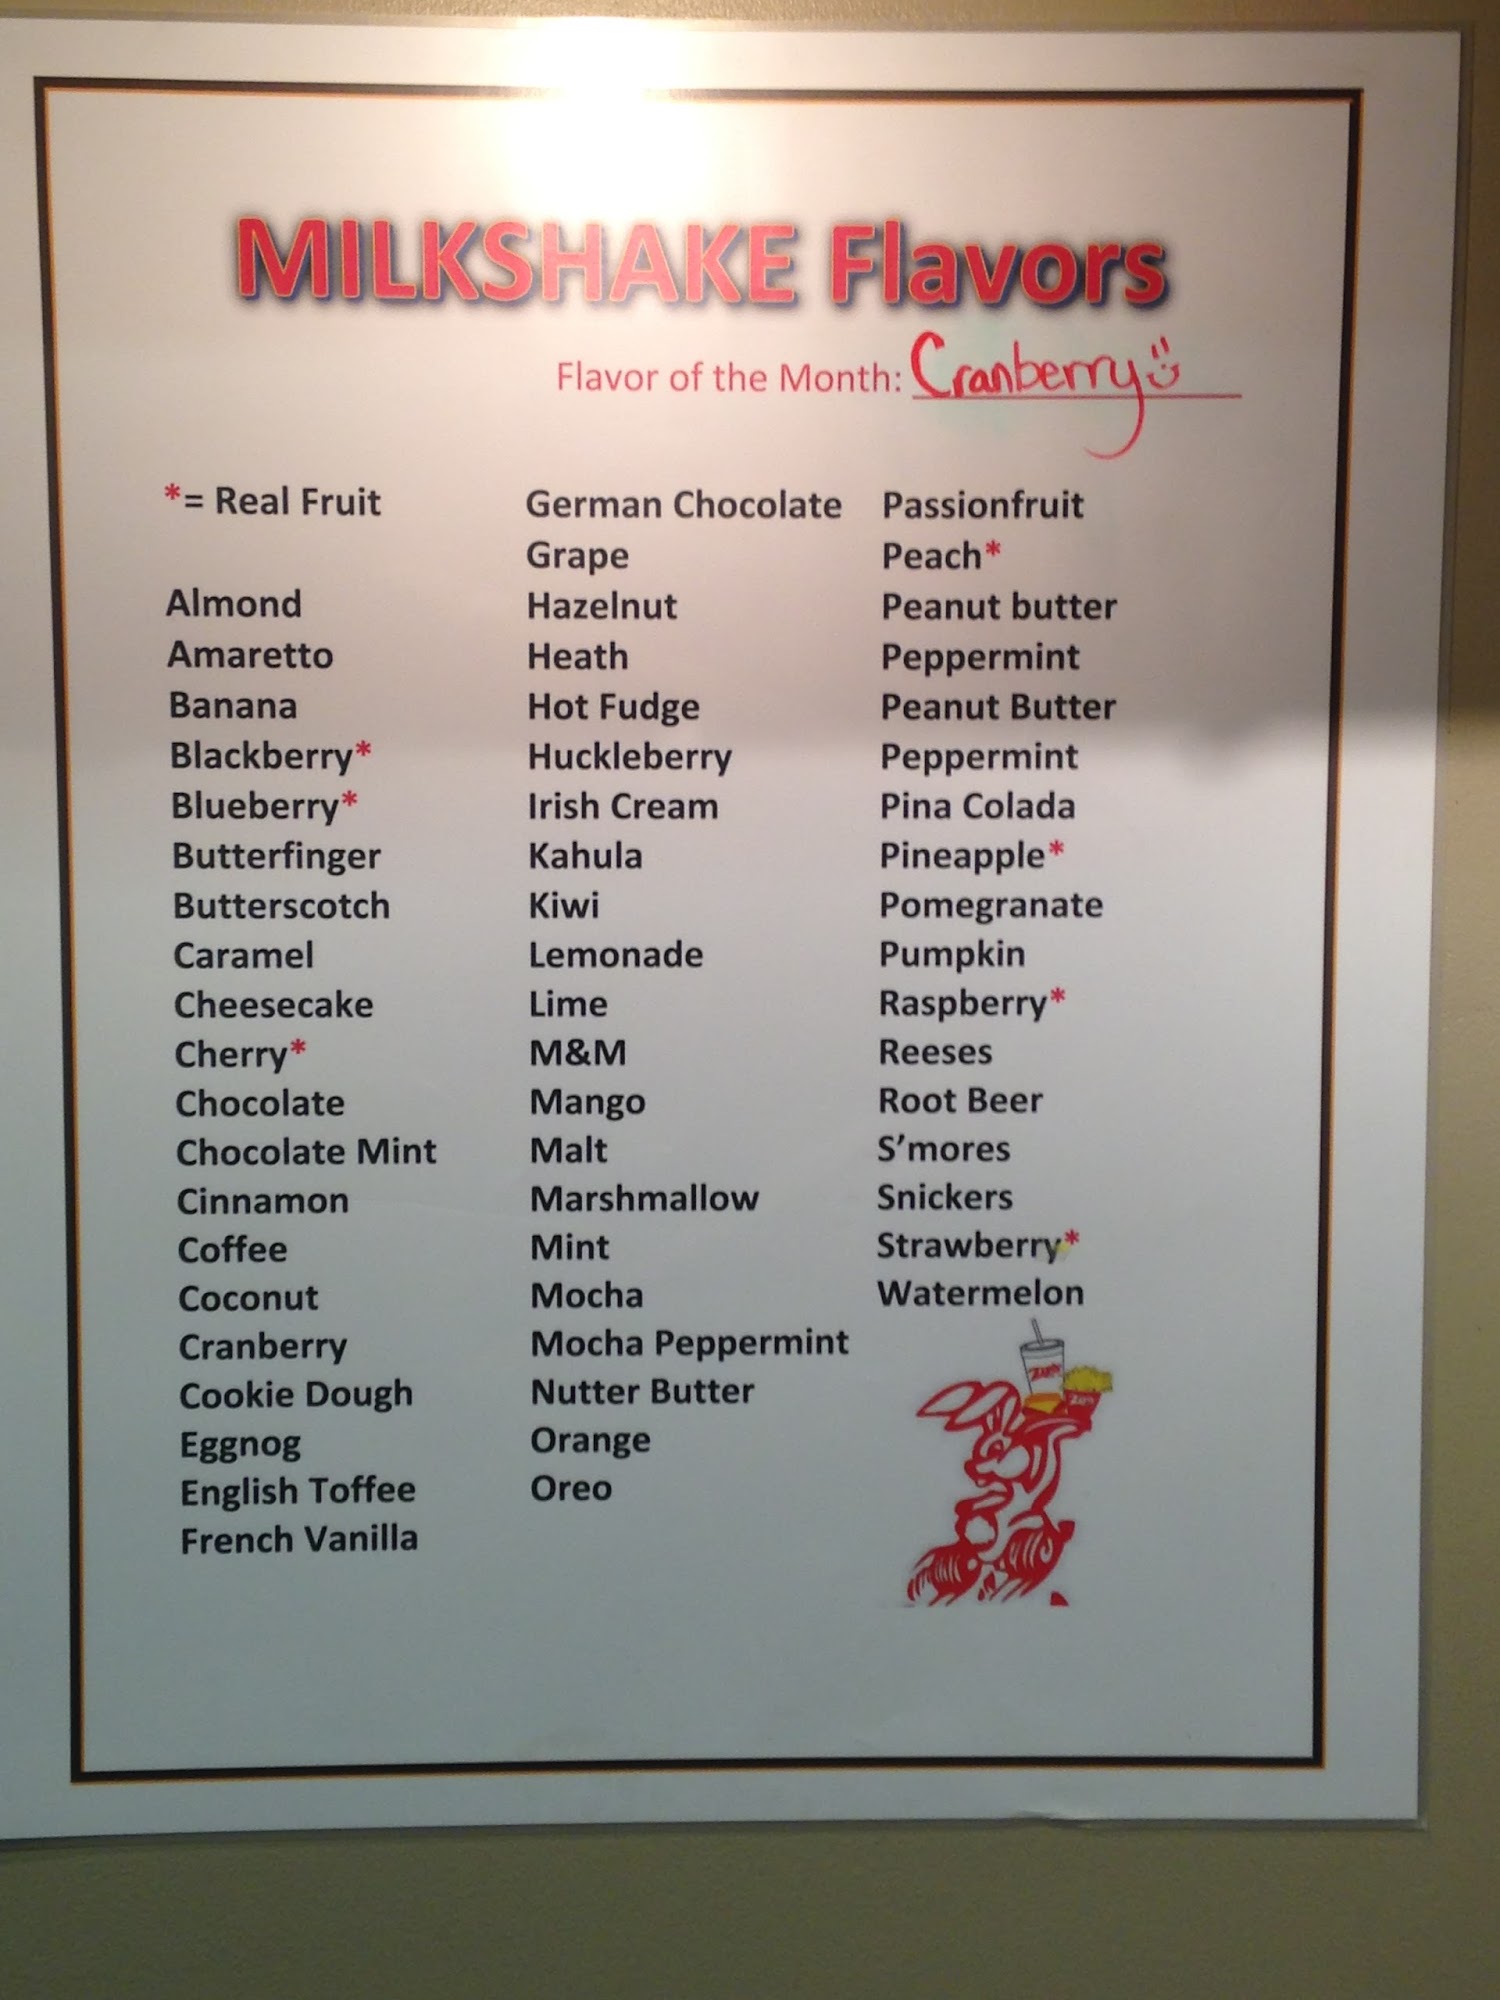 MILKSHAKE Flavors
Flavor of the Month: Cranberry
*= Real Fruit
Almond
Amaretto
Banana
Blackberry*
Blueberry*
Butterfinger
Butterscotch
Caramel
Cheesecake
Cherry*
Chocolate
Chocolate Mint
Cinnamon
Coffee
Coconut
Cranberry
Cookie Dough
Eggnog
English Toffee
French Vanilla
German Chocolate
Grape
Hazelnut
Heath
Hot Fudge
Huckleberry
Irish Cream
Kahula
Kiwi
Lemonade
Lime
M&M
Mango
Malt
Marshmallow
Mint
Mocha
Mocha Peppermint
Nutter Butter
Orange
Oreo
Passionfruit
Peach*
Peanut butter
Peppermint
Peanut Butter
Peppermint
Pina Colada
Pineapple*
Pomegranate
Pumpkin
Raspberry*
Reeses
Root Beer
S’mores
Snickers
Strawberry*
Watermelon